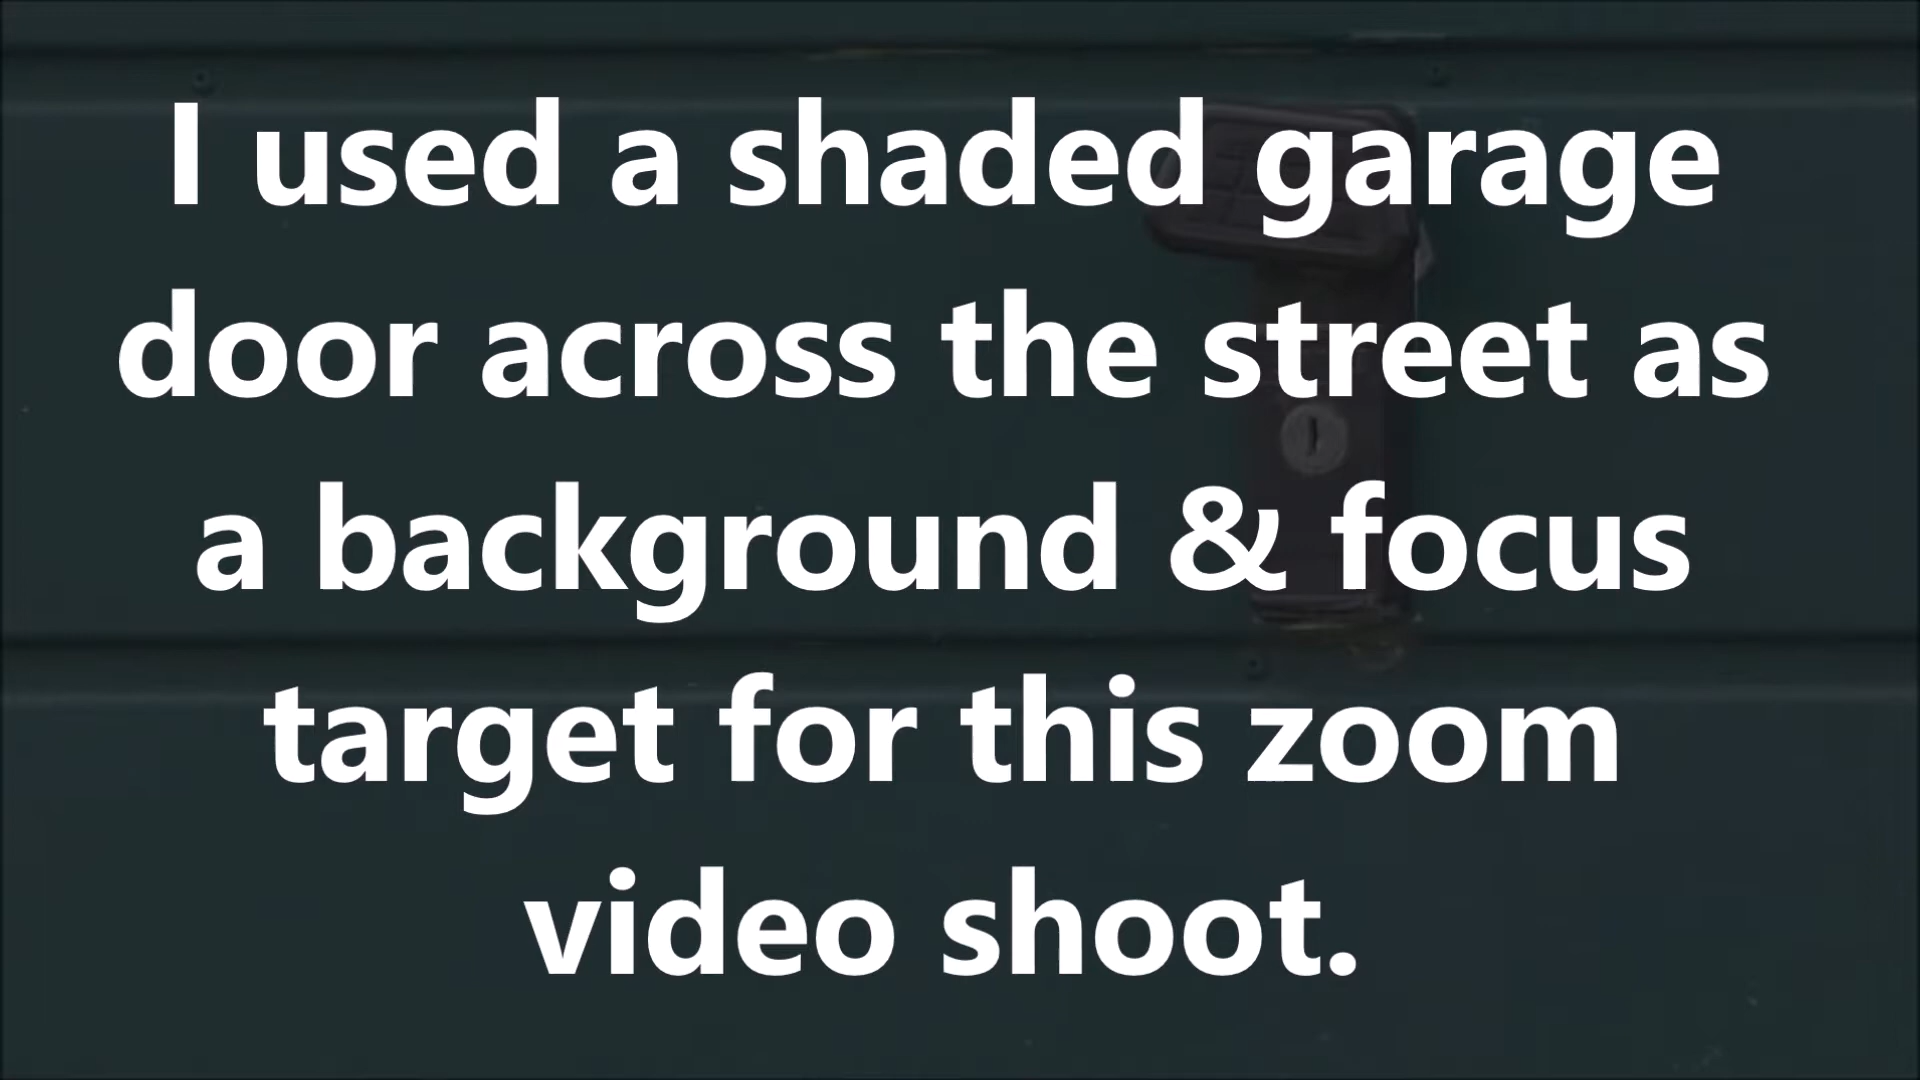 I used a shaded garage
door across the street as
a background & focus
target for this zoom
video shoot.